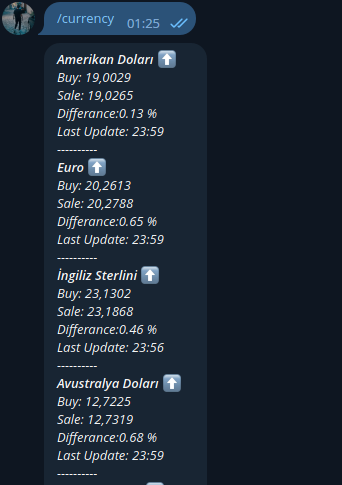 /currency
01:25
Amerikan Doları ⬆️
Buy: 19,0029
Sale: 19,0265
Differance:0.13 %
Last Update: 23:59
----------
Euro ⬆️
Buy: 20,2613
Sale: 20,2788
Differance:0.65 %
Last Update: 23:59
----------
İngiliz Sterlini ⬆️
Buy: 23,1302
Sale: 23,1868
Differance:0.46 %
Last Update: 23:56
----------
Avustralya Doları ⬆️
Buy: 12,7225
Sale: 12,7319
Differance:0.68 %
Last Update: 23:59
----------